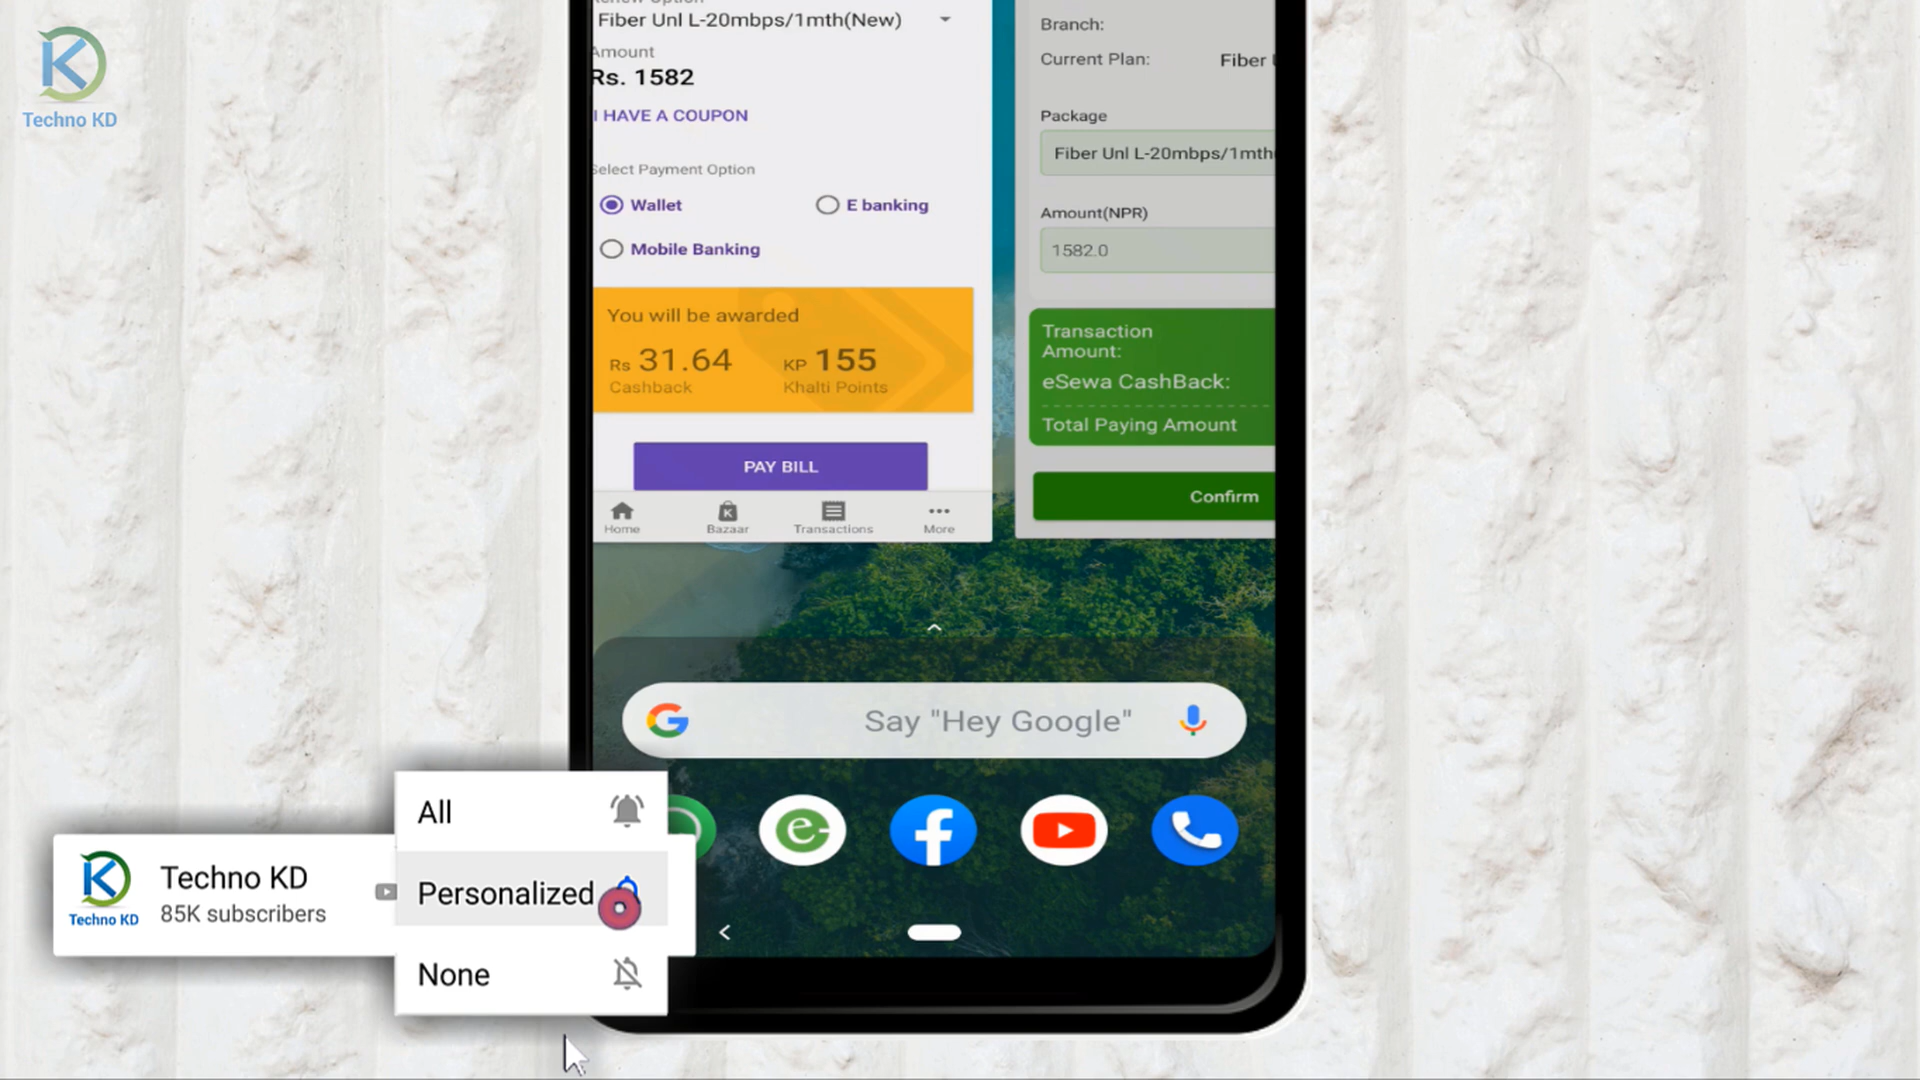 Techno KD
Fiber Unl L-20mbps/1mth(New)
Amount
Rs. 1582
I HAVE A COUPON
Select Payment Option
Wallet
E banking
Mobile Banking
You will be awarded
Rs 31.64
KP 155
Cashback
Khalti Points
PAY BILL
Home
Bazaar
Transactions
More
Branch:
Current Plan:
Fiber
Package
Fiber Unl L-20mbps/1mth
Amount(NPR)
1582.0
Transaction
Amount:
eSewa CashBack:
Total Paying Amount
Confirm
Say "Hey Google"
All
Personalized
None
Techno KD
85K subscribers
Techno KD